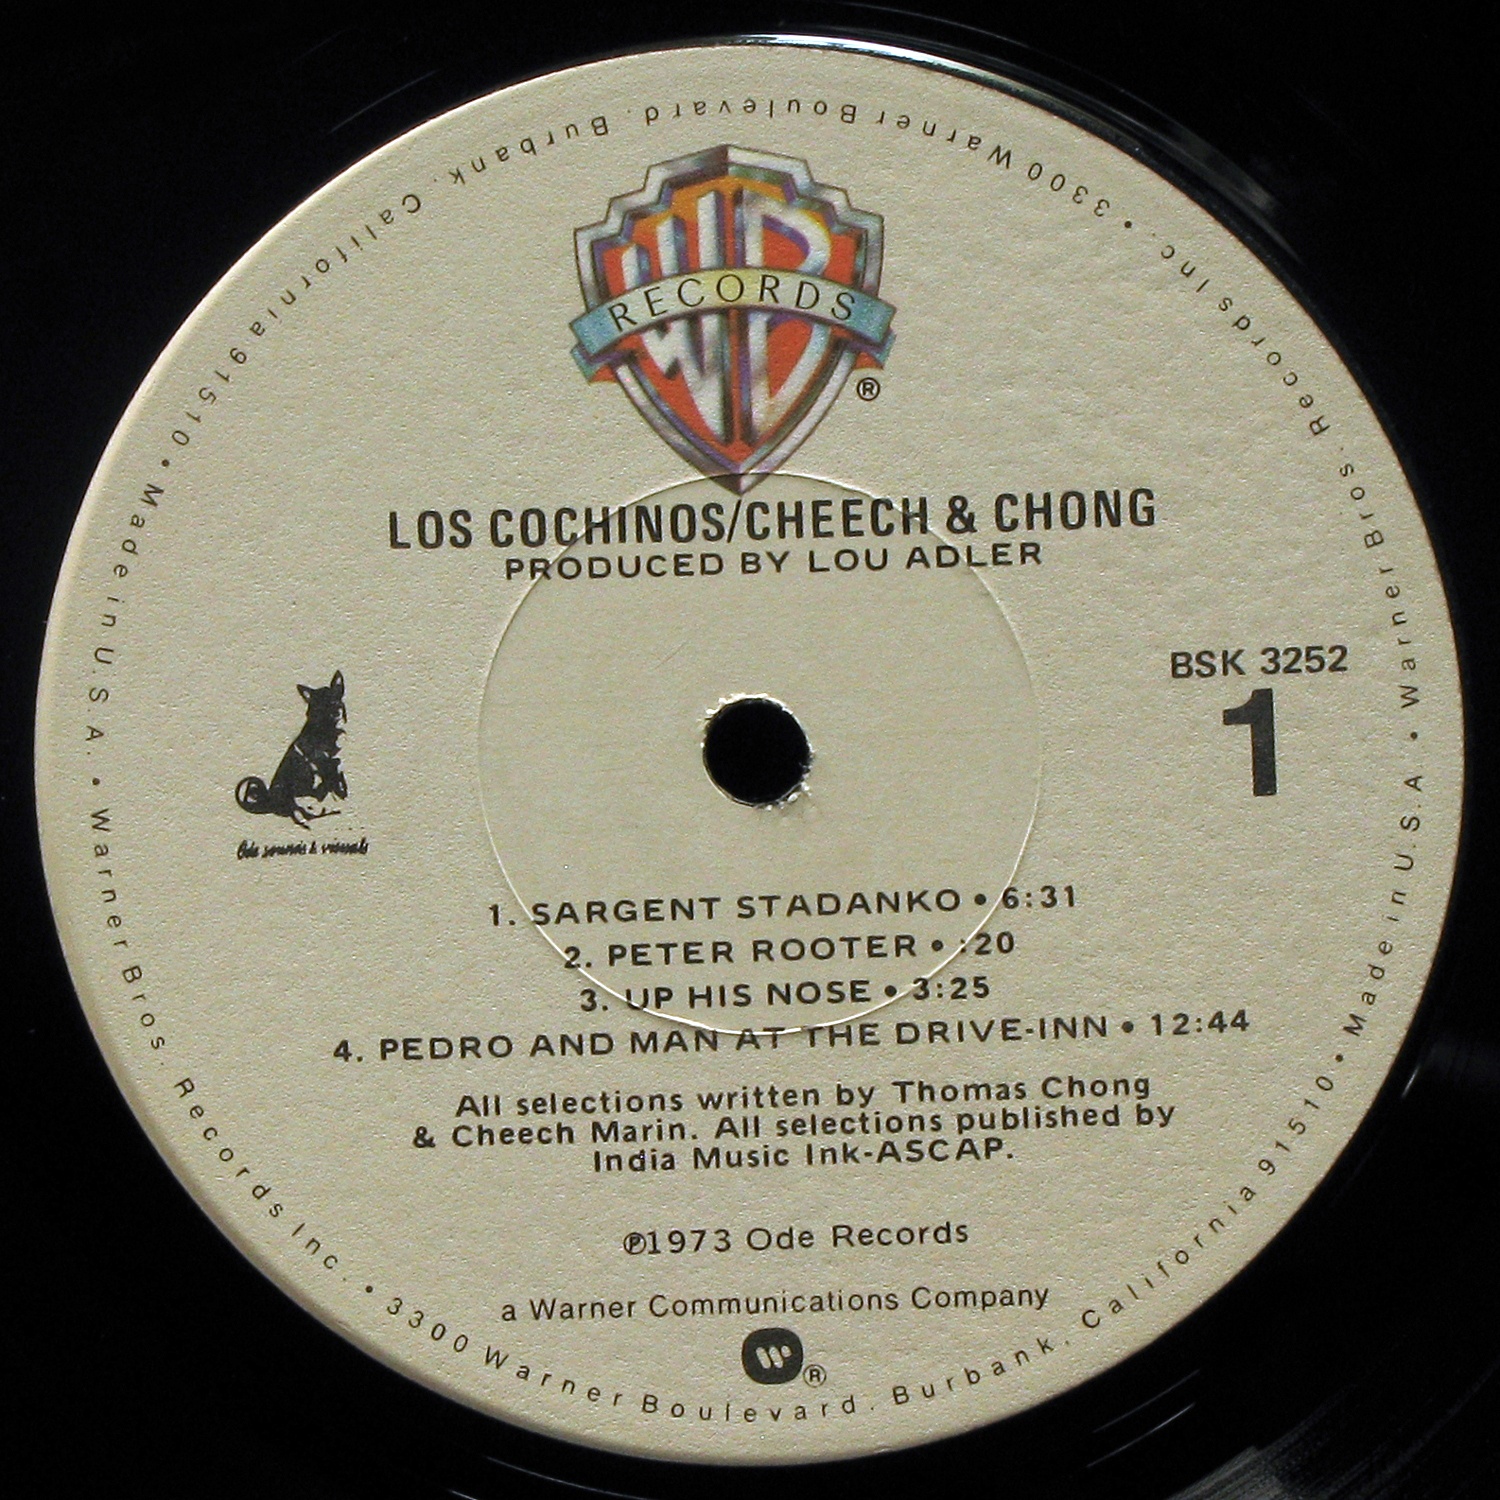 RECORDS
®
LOS COCHINOS/CHEECH & CHONG
PRODUCED BY LOU ADLER
BSK 3252
1
Ode sounds & visuals
1. SARGENT STADANKO • 6:31
2. PETER ROOTER • :20
3. UP HIS NOSE • 3:25
4. PEDRO AND MAN AT THE DRIVE-INN • 12:44
All selections written by Thomas Chong
& Cheech Marin. All selections published by
India Music Ink-ASCAP.
℗1973 Ode Records
a Warner Communications Company
®
Warner Bros. Records Inc. • 3300 Warner Boulevard. Burbank. California 91510 • Made in U.S.A. • Warner Bros. Records Inc. • 3300 Warner Boulevard. Burbank. California 91510 • Made in U.S.A. •